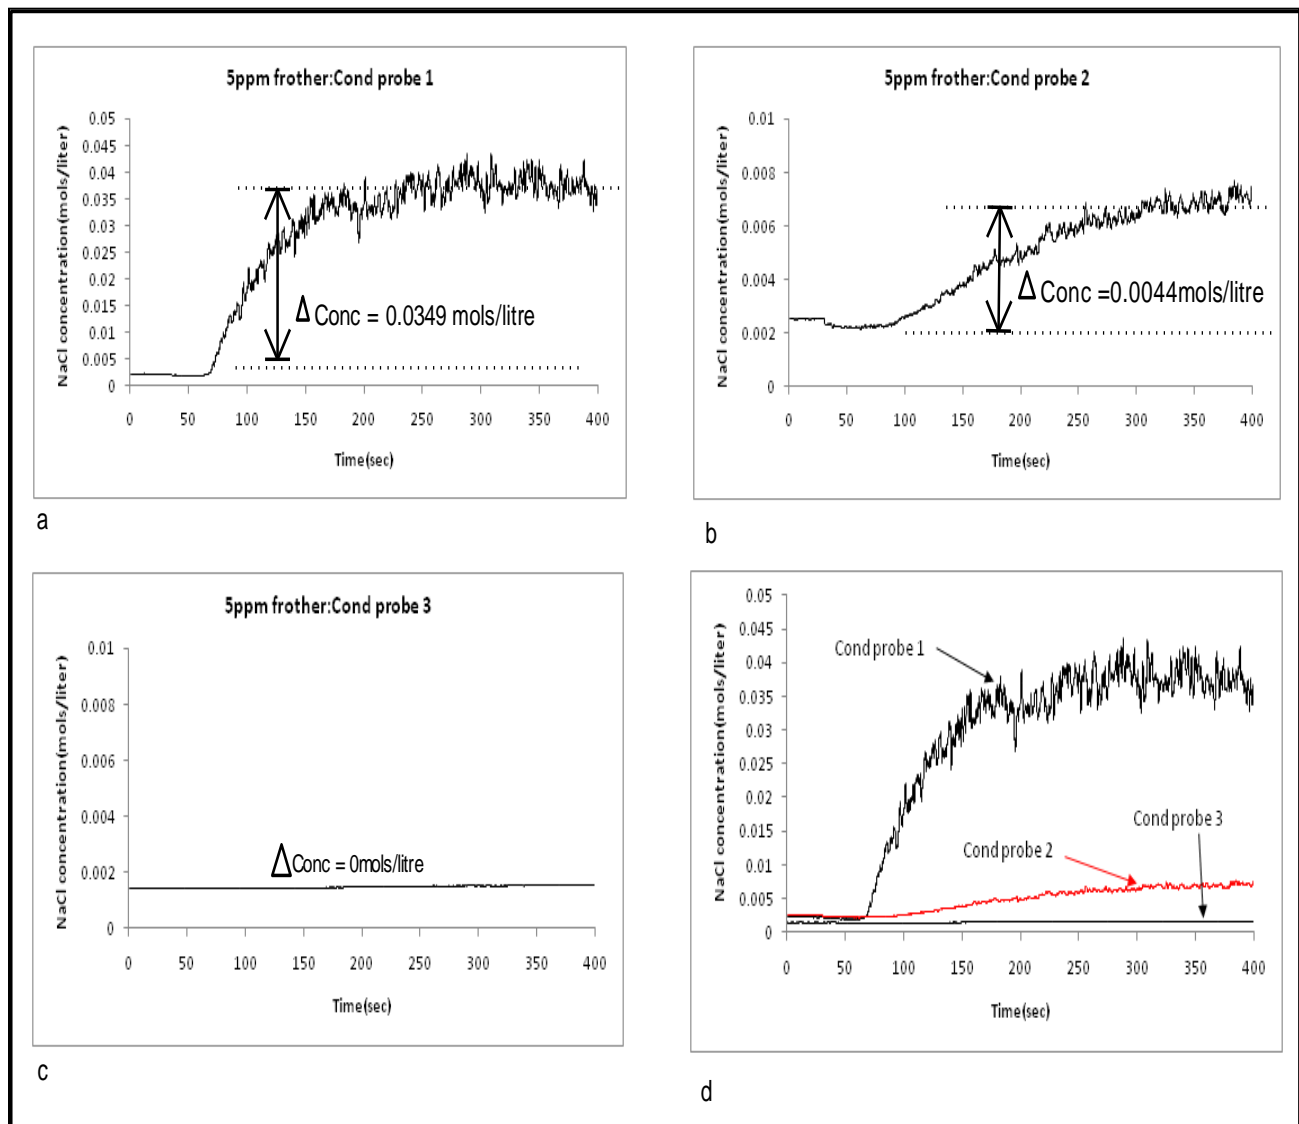 5ppm frother:Cond probe 1
NaCl concentration(mols/liter)
0.05
0.045
0.04
0.035
0.03
0.025
0.02
0.015
0.01
0.005
0
Δ Conc = 0.0349 mols/litre
0 50 100 150 200 250 300 350 400
Time(sec)
a
5ppm frother:Cond probe 2
NaCl concentration(mols/liter)
0.01
0.008
0.006
0.004
0.002
0
Δ Conc =0.0044mols/litre
0 50 100 150 200 250 300 350 400
Time(sec)
b
5ppm frother:Cond probe 3
NaCl concentration(mols/liter)
0.01
0.008
0.006
0.004
0.002
0
Δ Conc = 0mols/litre
0 50 100 150 200 250 300 350 400
Time(sec)
c
NaCl concentration(mols/liter)
0.05
0.045
0.04
0.035
0.03
0.025
0.02
0.015
0.01
0.005
0
Cond probe 1
Cond probe 3
Cond probe 2
0 50 100 150 200 250 300 350 400
Time(sec)
d